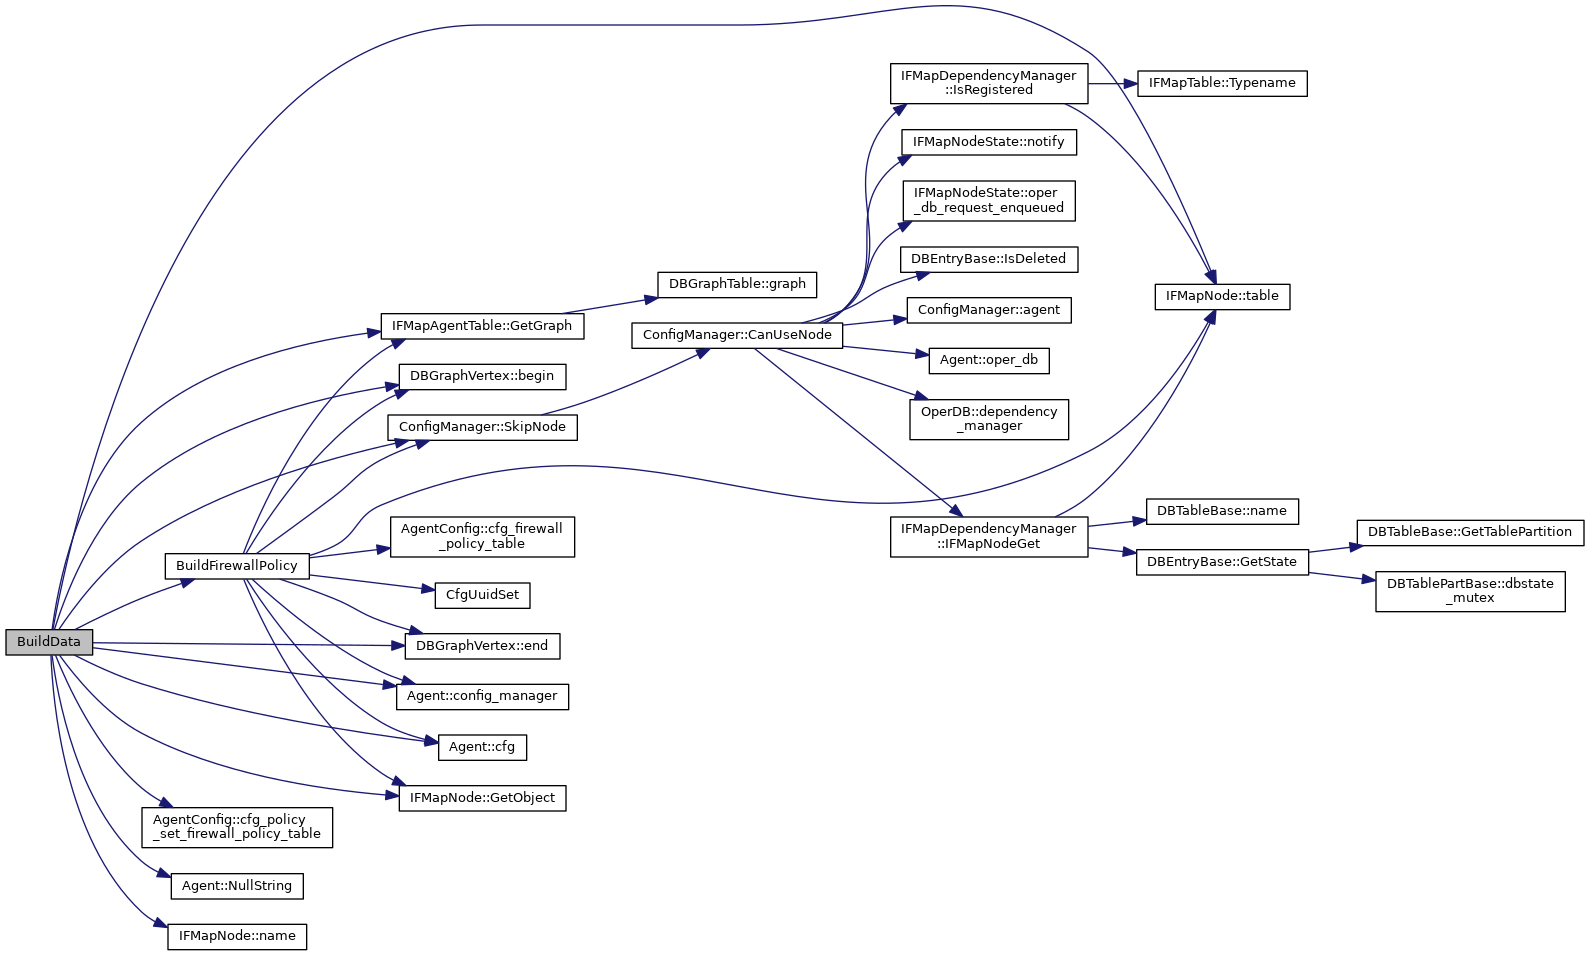 BuildData
BuildFirewallPolicy
AgentConfig::cfg_policy
_set_firewall_policy_table
Agent::NullString
IFMapNode::name
IFMapAgentTable::GetGraph
DBGraphVertex::begin
ConfigManager::SkipNode
AgentConfig::cfg_firewall
_policy_table
CfgUuidSet
DBGraphVertex::end
Agent::config_manager
Agent::cfg
IFMapNode::GetObject
DBGraphTable::graph
ConfigManager::CanUseNode
IFMapDependencyManager
::IsRegistered
IFMapNodeState::notify
IFMapNodeState::oper
_db_request_enqueued
DBEntryBase::IsDeleted
ConfigManager::agent
Agent::oper_db
OperDB::dependency
_manager
IFMapDependencyManager
::IFMapNodeGet
IFMapTable::Typename
IFMapNode::table
DBTableBase::name
DBEntryBase::GetState
DBTableBase::GetTablePartition
DBTablePartBase::dbstate
_mutex